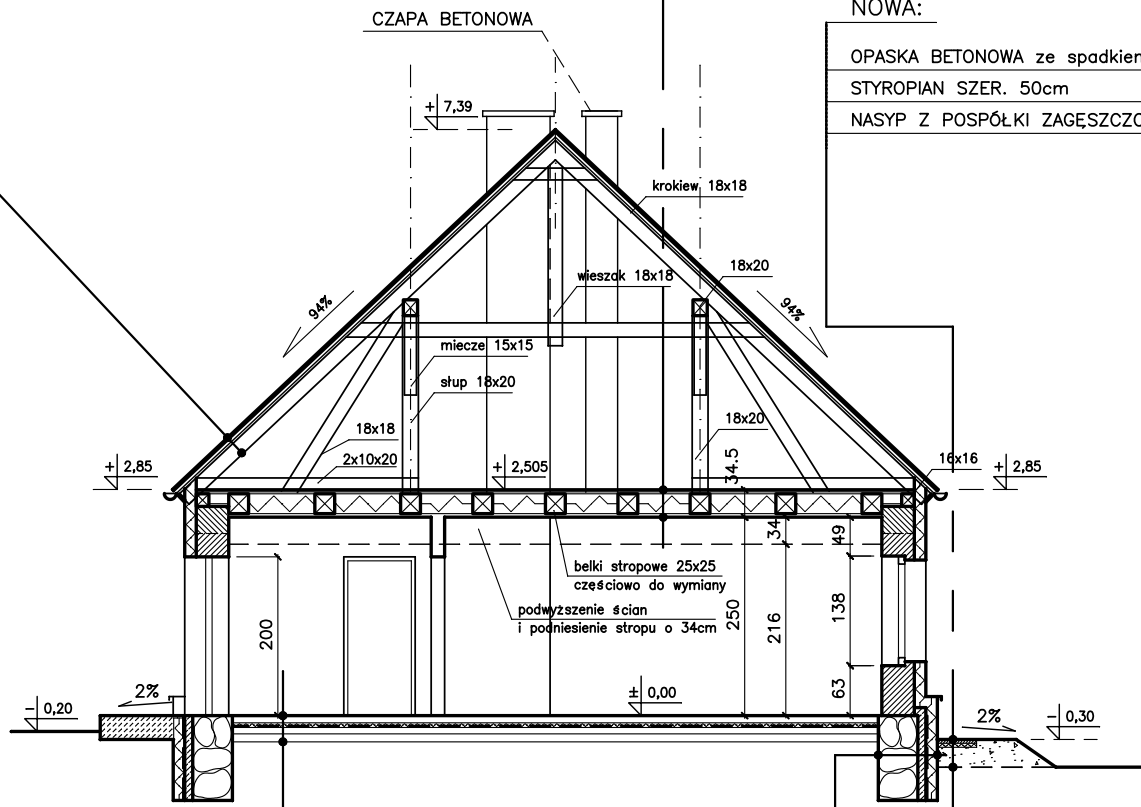 NOWA:
CZAPA BETONOWA
OPASKA BETONOWA ze spadkiem
STYROPIAN SZER. 50cm
NASYP Z POSPÓŁKI ZAGĘSZCZO
+ 7,39
krokiew 18x18
wieszak 18x18
18x20
94%
94%
miecze 15x15
słup 18x20
18x18
18x20
2x10x20
34.5
16x16
+ 2,85
+ 2,505
+ 2,85
34
49
belki stropowe 25x25
częściowo do wymiany
podwyższenie ścian
i podniesienie stropu o 34cm
200
250
216
138
63
± 0,00
2%
- 0,20
2%
- 0,30